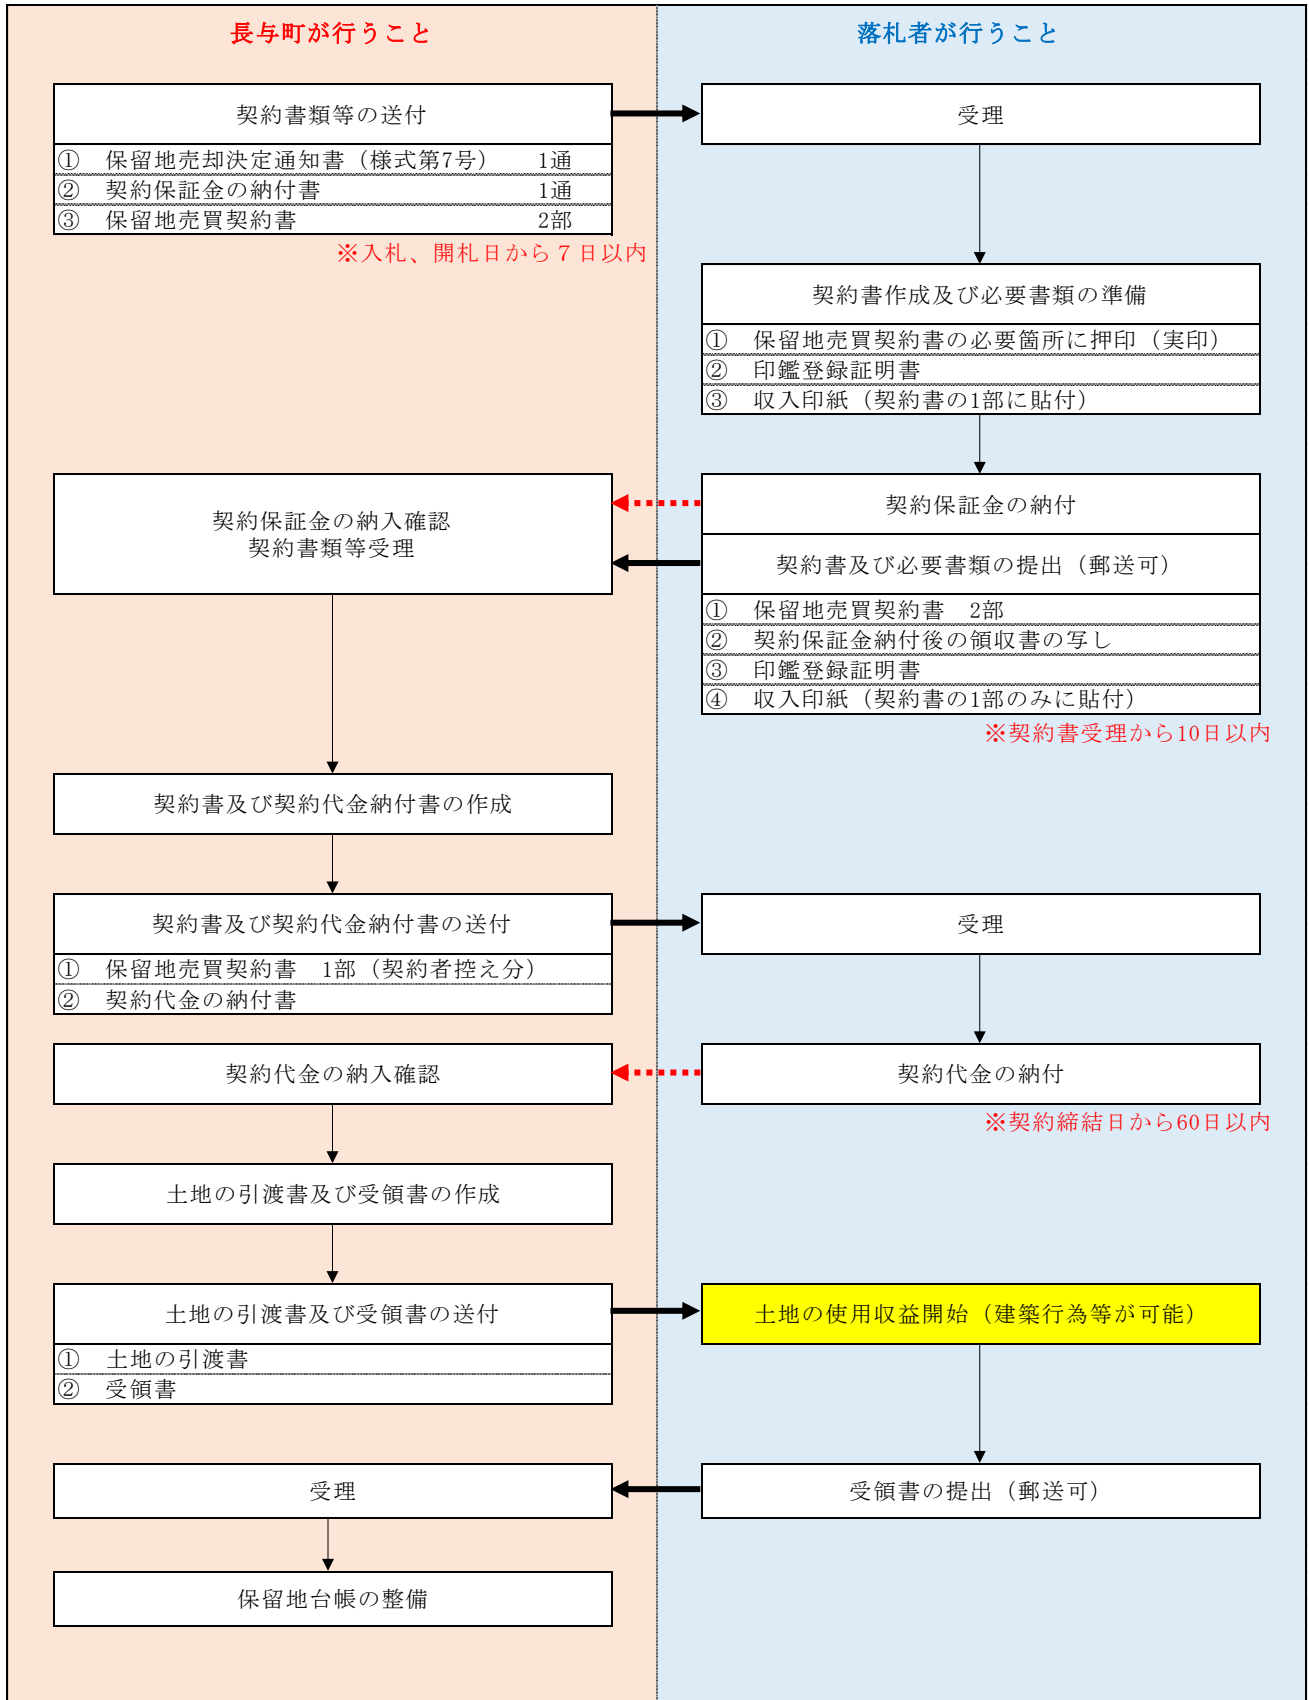 長与町が行うこと
落札者が行うこと
契約書類等の送付
受理
① 保留地売却決定通知書（様式第7号） 1通
② 契約保証金の納付書 1通
③ 保留地売買契約書 2部
※入札、開札日から７日以内
契約書作成及び必要書類の準備
① 保留地売買契約書の必要箇所に押印（実印）
② 印鑑登録証明書
③ 収入印紙（契約書の1部に貼付）
契約保証金の納付
契約保証金の納入確認
契約書類等受理
契約書及び必要書類の提出（郵送可）
① 保留地売買契約書 2部
② 契約保証金納付後の領収書の写し
③ 印鑑登録証明書
④ 収入印紙（契約書の1部のみに貼付）
※契約書受理から10日以内
契約書及び契約代金納付書の作成
契約書及び契約代金納付書の送付
受理
① 保留地売買契約書 1部（契約者控え分）
② 契約代金の納付書
契約代金の納入確認
契約代金の納付
※契約締結日から60日以内
土地の引渡書及び受領書の作成
土地の引渡書及び受領書の送付
土地の使用収益開始（建築行為等が可能）
① 土地の引渡書
② 受領書
受理
受領書の提出（郵送可）
保留地台帳の整備